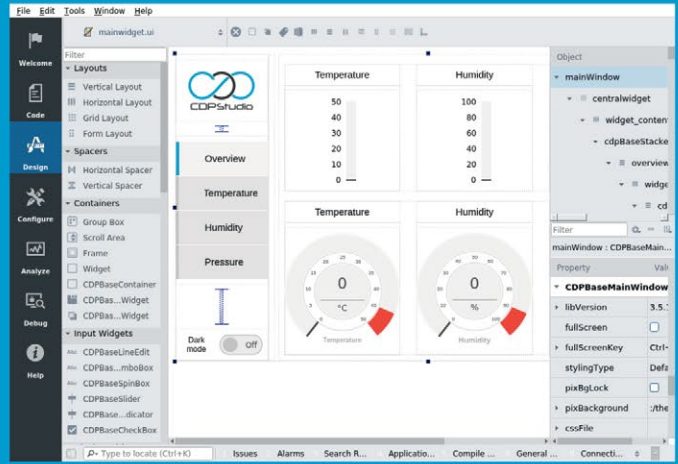 File Edit Tools Window Help
mainwidget.ui
Welcome
Code
Design
Configure
Analyze
Debug
Help
Filter
Layouts
Vertical Layout
Horizontal Layout
Grid Layout
Form Layout
Spacers
Horizontal Spacer
Vertical Spacer
Containers
Group Box
Scroll Area
Frame
Widget
CDPBaseContainer
CDPBas...Widget
CDPBas...Widget
Input Widgets
CDPBaseLineEdit
CDPBas...mboBox
CDPBaseSpinBox
CDPBaseSlider
CDPBase...dicator
CDPBaseCheckBox
CDPStudio
Overview
Temperature
Humidity
Pressure
Dark
mode
Off
Temperature
50
40
30
20
10
0
Humidity
100
80
60
40
20
0
Temperature
0
°C
Temperature
Humidity
0
%
Humidity
Object
mainWindow
centralwidget
widget_conten
cdpBaseStacke
overview
widge
cd
Filter
mainWindow : CDPBaseMain...
Property Valu
CDPBaseMainWindow
libVersion 3.5.
fullScreen
fullScreenKey Ctrl+
stylingType Defa
pixBgLock
pixBackground :/the
cssFile
Type to locate (Ctrl+K) Issues Alarms Search R... Applicatio... Compile ... General ... Connecti...